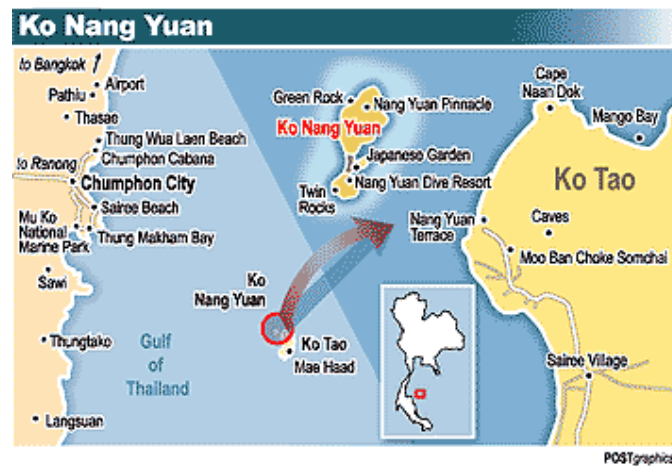 Ko Nang Yuan
to Bangkok
Airport
Pathiu
Thasae
Thung Wua Laen Beach
to Ranong
Chumphon Cabana
Chumphon City
Sairee Beach
Mu Ko
National
Marine Park
Thung Makham Bay
Sawi
Thungtako
Langsuan
Gulf
of
Thailand
Ko
Nang Yuan
Ko Tao
Mae Haad
Green Rock
Nang Yuan Pinnacle
Ko Nang Yuan
Japanese Garden
Nang Yuan Dive Resort
Twin
Rocks
Cape
Naan Dok
Mango Bay
Ko Tao
Nang Yuan
Terrace
Caves
Moo Ban Choke Somchai
Sairee Village
POSTgraphics